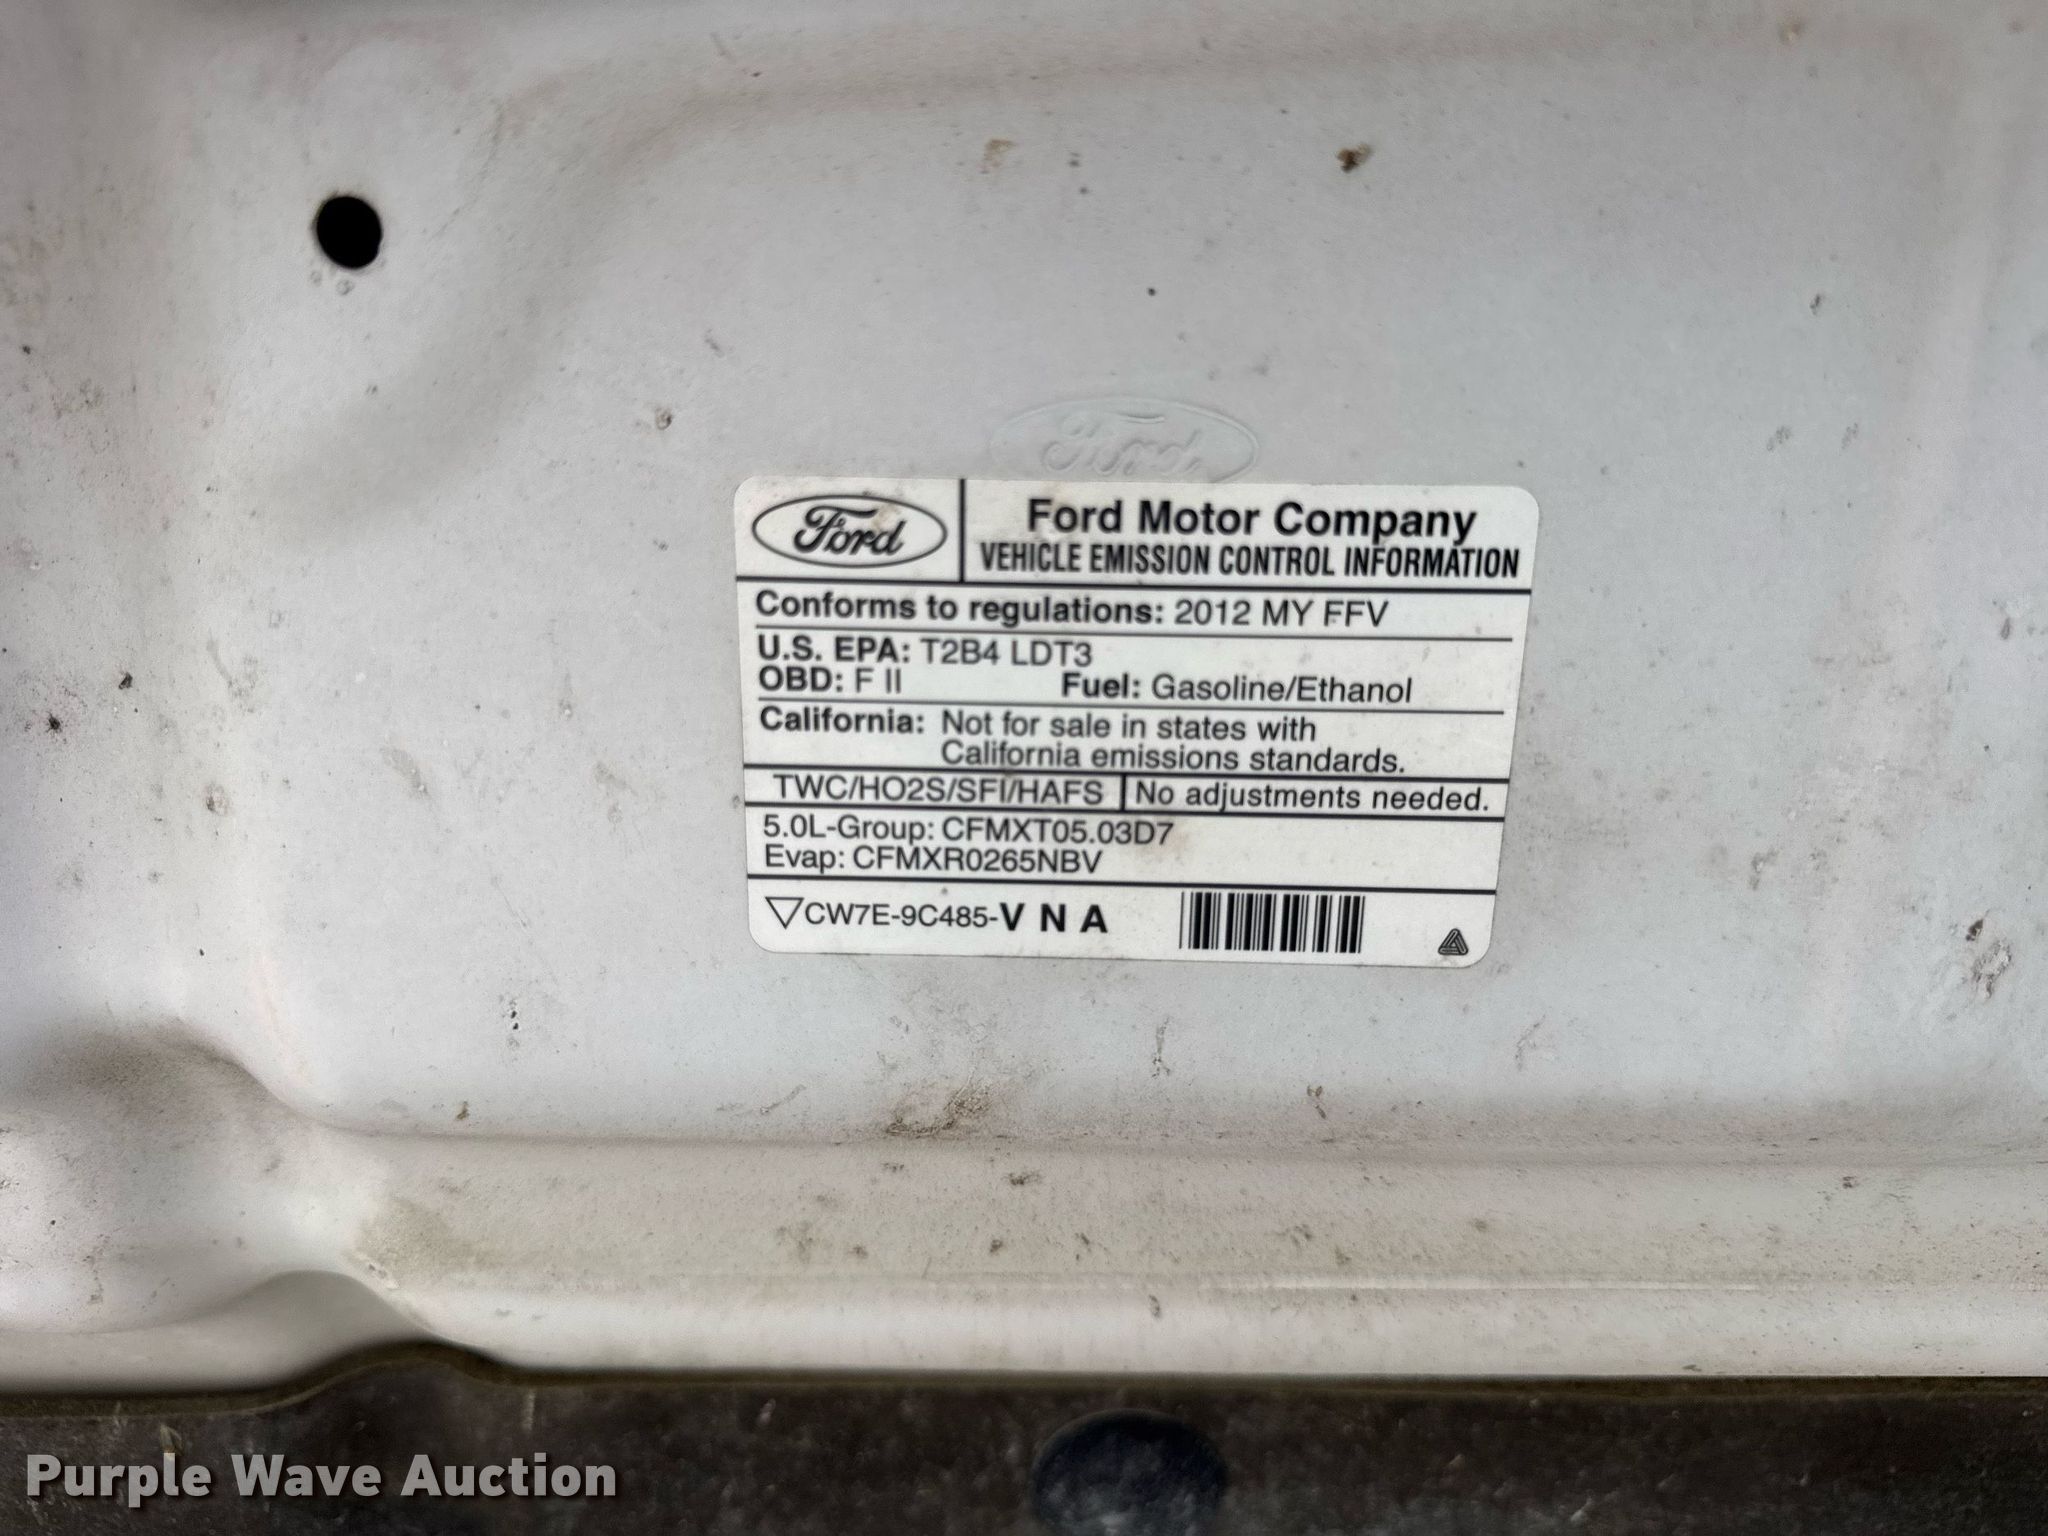 Ford
Ford
Ford Motor Company
VEHICLE EMISSION CONTROL INFORMATION
Conforms to regulations: 2012 MY FFV
U.S. EPA: T2B4 LDT3
OBD: F II Fuel: Gasoline/Ethanol
California: Not for sale in states with
California emissions standards.
TWC/HO2S/SFI/HAFS No adjustments needed.
5.0L-Group: CFMXT05.03D7
Evap: CFMXR0265NBV
CW7E-9C485-V N A
Purple Wave Auction